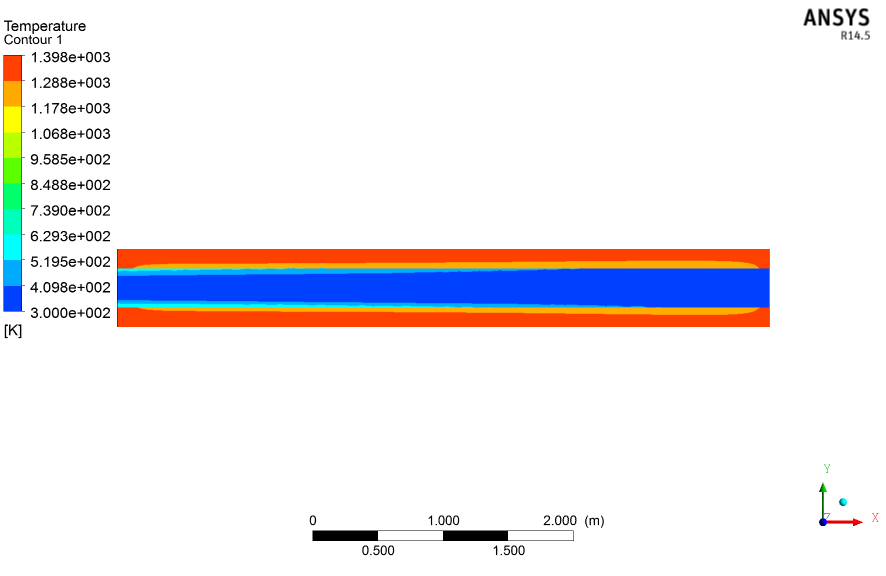 Temperature
Contour 1
1.398e+003
1.288e+003
1.178e+003
1.068e+003
9.585e+002
8.488e+002
7.390e+002
6.293e+002
5.195e+002
4.098e+002
3.000e+002
[K]
ANSYS
R14.5
0 1.000 2.000 (m)
0.500 1.500
Y
Z X